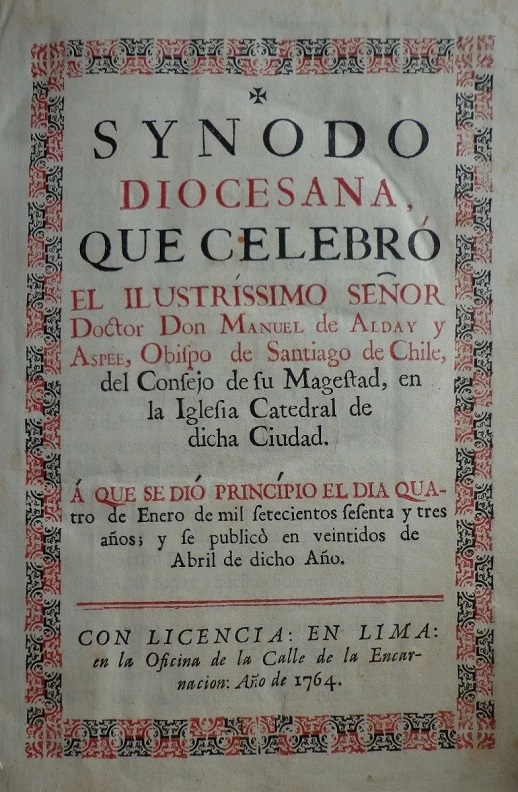 ✠
SYNODO
DIOCESANA,
QUE CELEBRÓ
EL ILUSTRÍSSIMO SEÑOR
Doctor Don MANUEL de ALDAY y
ASPEE, Obiſpo de Santiago de Chile,
del Conſejo de ſu Mageſtad, en
la Igleſia Catedral de
dicha Ciudad.
Á QUE SE DIÓ PRINCÍPIO EL DIA QUA-
tro de Enero de mil ſetecientos ſeſenta y tres
años; y ſe publicò en veintidos de
Abril de dicho Año.
CON LICENCIA: EN LIMA:
en la Oficina de la Calle de la Encar-
nacion: Año de 1764.